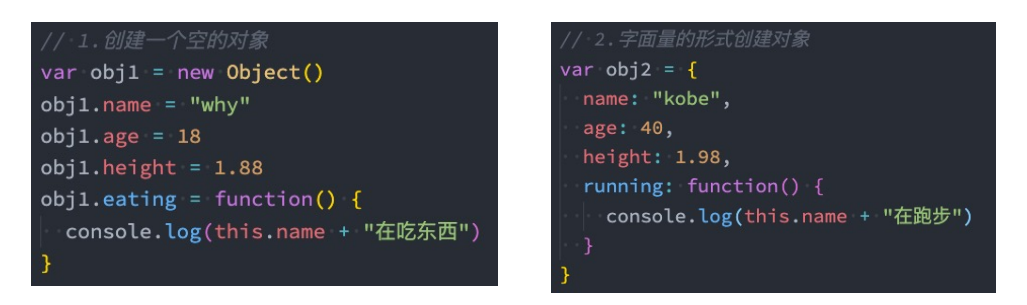 // 1.创建一个空的对象
var obj1 = new Object()
obj1.name = "why"
obj1.age = 18
obj1.height = 1.88
obj1.eating = function() {
  console.log(this.name + "在吃东西")
}
// 2.字面量的形式创建对象
var obj2 = {
  name: "kobe",
  age: 40,
  height: 1.98,
  running: function() {
    console.log(this.name + "在跑步")
  }
}